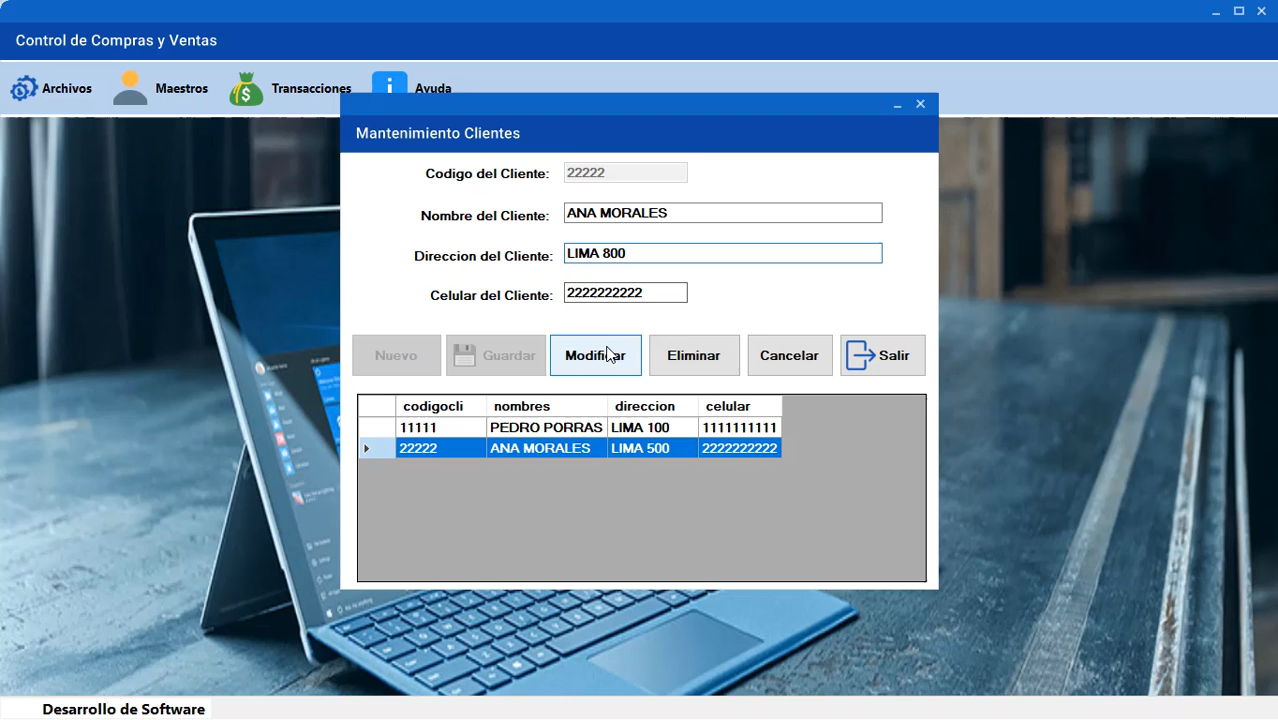 Control de Compras y Ventas
Archivos Maestros Transacciones Ayuda
Mantenimiento Clientes
Codigo del Cliente: 22222
Nombre del Cliente: ANA MORALES
Direccion del Cliente: LIMA 800
Celular del Cliente: 2222222222
Nuevo Guardar Modificar Eliminar Cancelar Salir
codigocli nombres direccion celular
11111 PEDRO PORRAS LIMA 100 1111111111
22222 ANA MORALES LIMA 500 2222222222
Desarrollo de Software